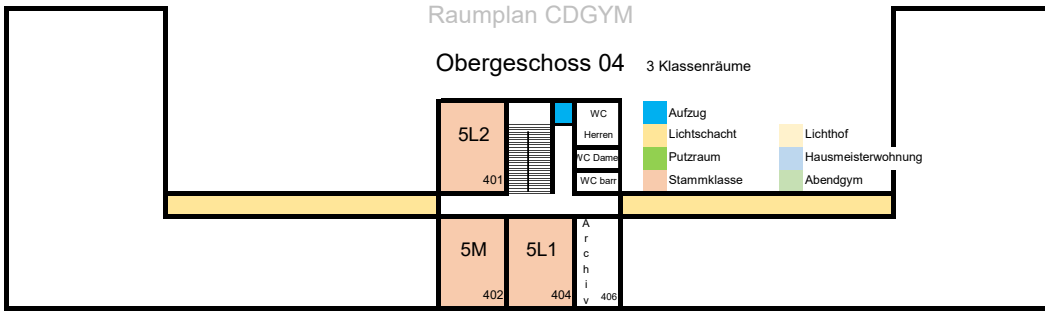 Raumplan CDGYM
Obergeschoss 04 3 Klassenräume
5L2
401
WC
Herren
WC Dame
WC barr
Aufzug
Lichtschacht
Putzraum
Stammklasse
Lichthof
Hausmeisterwohnung
Abendgym
5M
402
5L1
404
Archiv
406